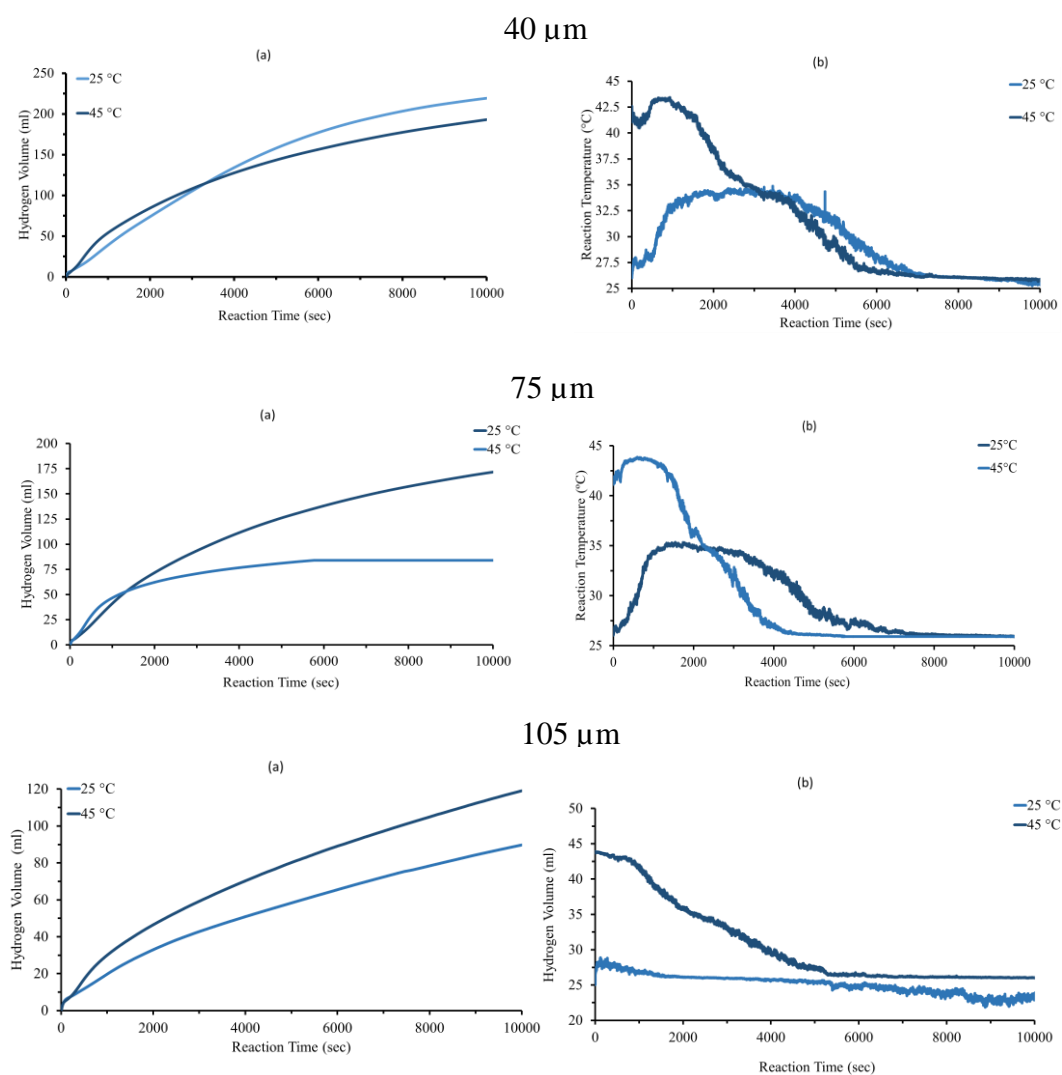 40 µm
(a)
25 °C
45 °C
Hydrogen Volume (ml)
250
200
150
100
50
0
0 2000 4000 6000 8000 10000
Reaction Time (sec)
(b)
25 °C
45 °C
Reaction Temperature (°C)
45
42.5
40
37.5
35
32.5
30
27.5
25
0 2000 4000 6000 8000 10000
Reaction Time (sec)
75 µm
(a)
25 °C
45 °C
Hydrogen Volume (ml)
200
175
150
125
100
75
50
25
0
0 2000 4000 6000 8000 10000
Reaction Time (sec)
(b)
25°C
45°C
Reaction Temperature (°C)
45
35
25
0 2000 4000 6000 8000 10000
Reaction Time (sec)
105 µm
(a)
25 °C
45 °C
Hydrogen Volume (ml)
120
100
80
60
40
20
0
0 2000 4000 6000 8000 10000
Reaction Time (sec)
(b)
25 °C
45 °C
Hydrogen Volume (ml)
50
45
40
35
30
25
20
0 2000 4000 6000 8000 10000
Reaction Time (sec)